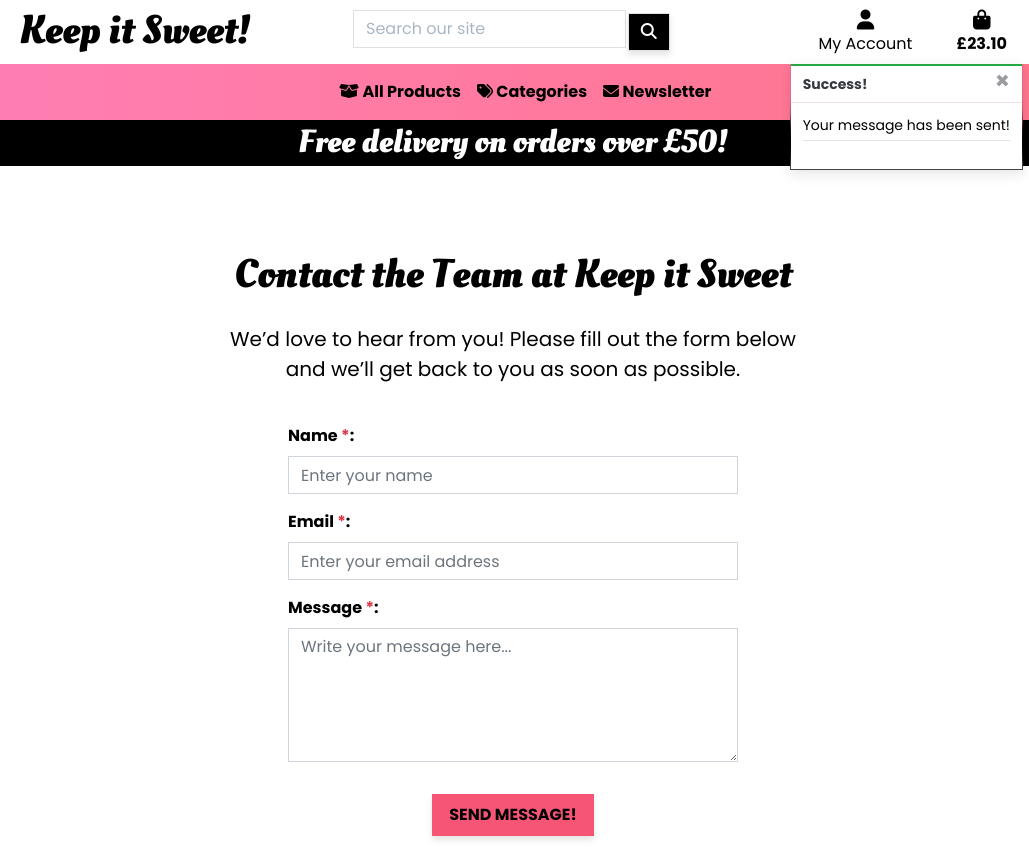 Keep it Sweet!
Search our site
My Account
£23.10
All Products
Categories
Newsletter
Success!
×
Your message has been sent!
Free delivery on orders over £50!
Contact the Team at Keep it Sweet
We’d love to hear from you! Please fill out the form below
and we’ll get back to you as soon as possible.
Name *:
Enter your name
Email *:
Enter your email address
Message *:
Write your message here...
SEND MESSAGE!